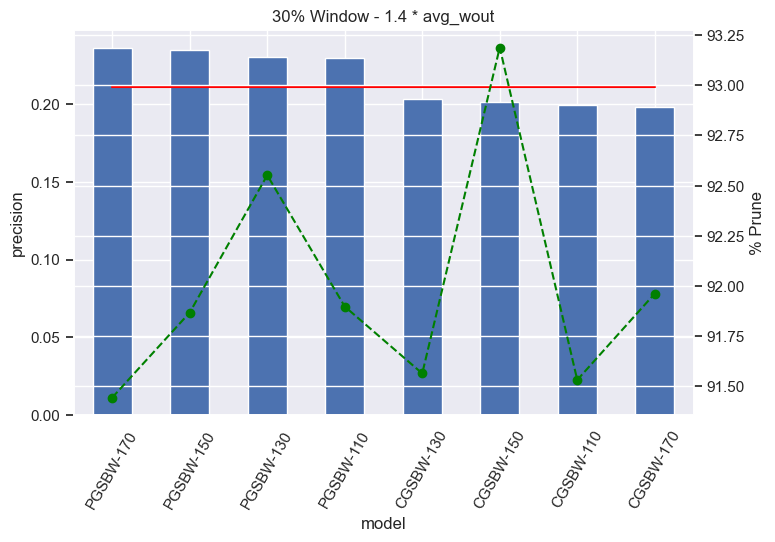 30% Window - 1.4 * avg_wout
precision
0.20
0.15
0.10
0.05
0.00
93.25
93.00
92.75
92.50
92.25
92.00
91.75
91.50
% Prune
PGSBW-170
PGSBW-150
PGSBW-130
PGSBW-110
CGSBW-130
CGSBW-150
CGSBW-110
CGSBW-170
model